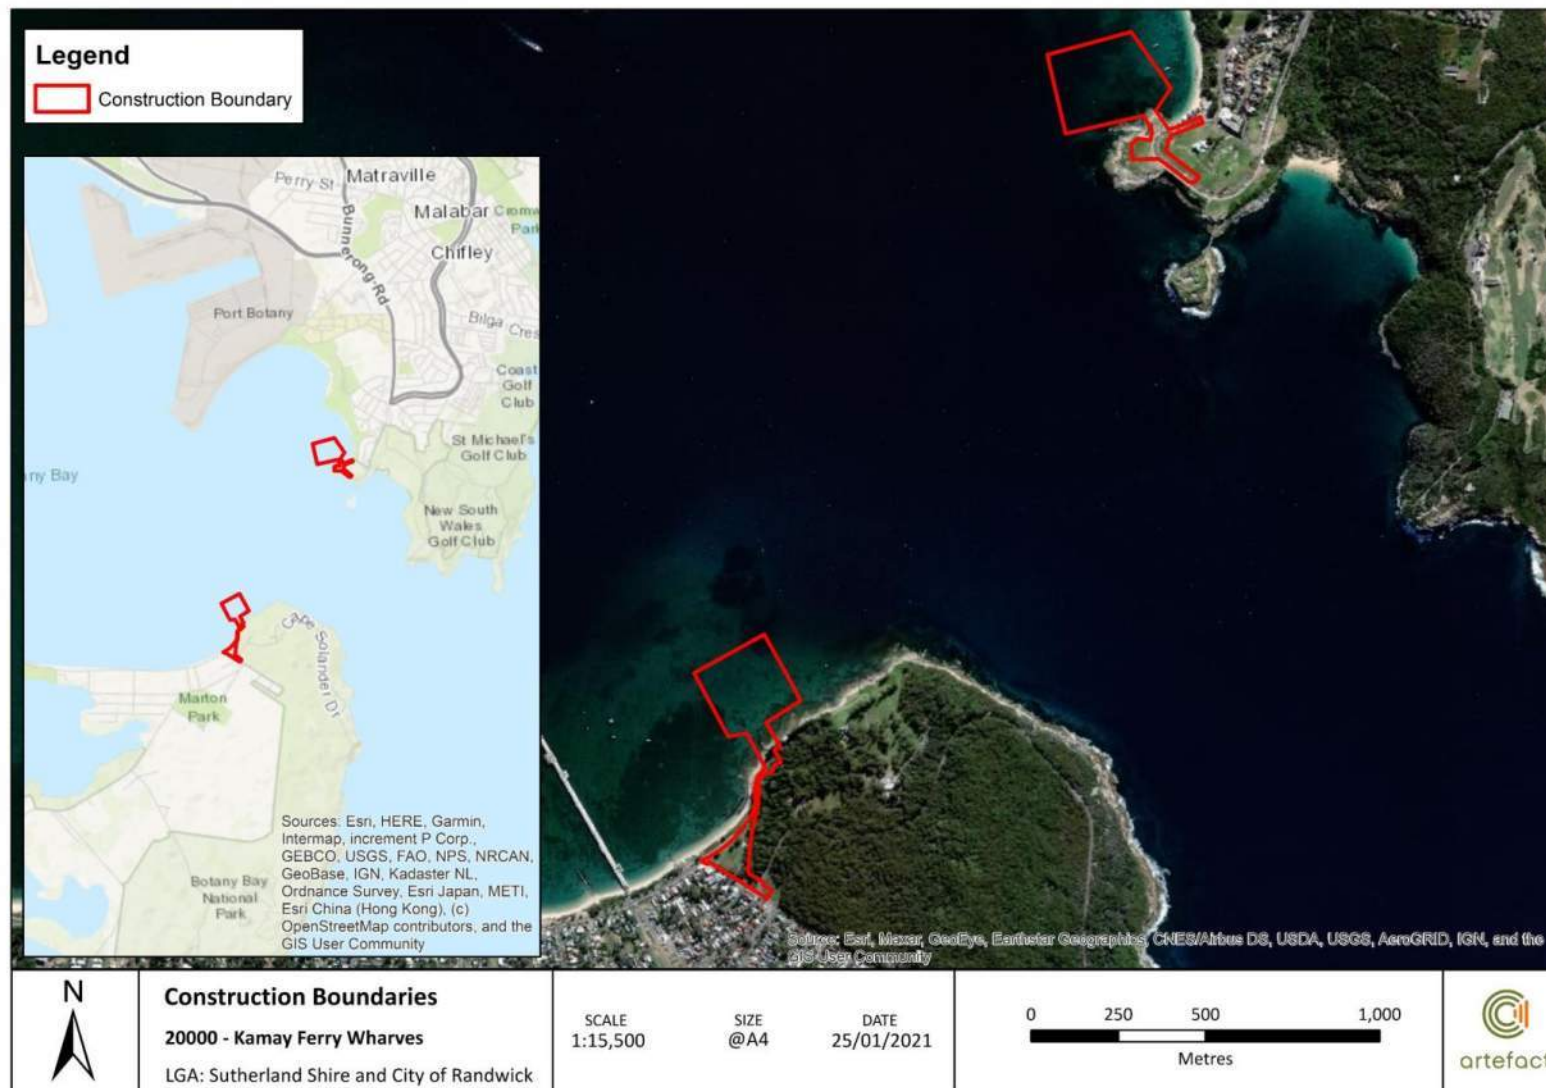 Legend
Construction Boundary
Perry St
Matraville
Malabar
Cromw
Park
Bunnerong Rd
Chifley
Port Botany
Bilga Cres
Coast
Golf
Club
St Michael's
Golf Club
ny Bay
New South
Wales
Golf Club
Cape Solander Dr
Marton
Park
Botany Bay
National
Park
Sources: Esri, HERE, Garmin,
Intermap, increment P Corp.,
GEBCO, USGS, FAO, NPS, NRCAN,
GeoBase, IGN, Kadaster NL,
Ordnance Survey, Esri Japan, METI,
Esri China (Hong Kong), (c)
OpenStreetMap contributors, and the
GIS User Community
Source: Esri, Maxar, GeoEye, Earthstar Geographics, CNES/Airbus DS, USDA, USGS, AeroGRID, IGN, and the
GIS User Community
N
Construction Boundaries
20000 - Kamay Ferry Wharves
LGA: Sutherland Shire and City of Randwick
SCALE
1:15,500
SIZE
@A4
DATE
25/01/2021
0 250 500 1,000
Metres
artefact